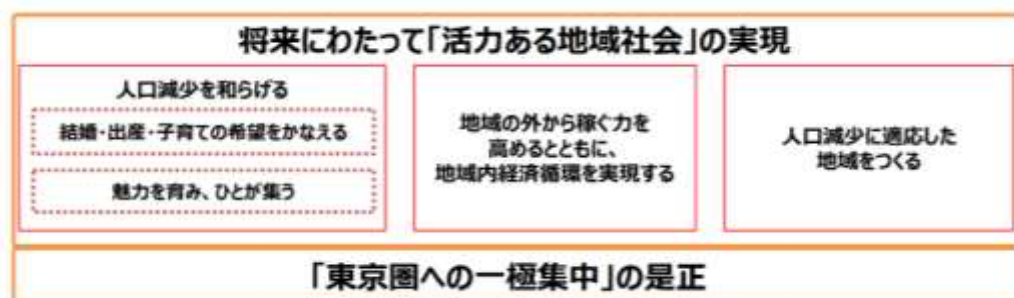 将来にわたって「活力ある地域社会」の実現
人口減少を和らげる
結婚・出産・子育ての希望をかなえる
魅力を育み、ひとが集う
地域の外から稼ぐ力を
高めるとともに、
地域内経済循環を実現する
人口減少に適応した
地域をつくる
「東京圏への一極集中」の是正